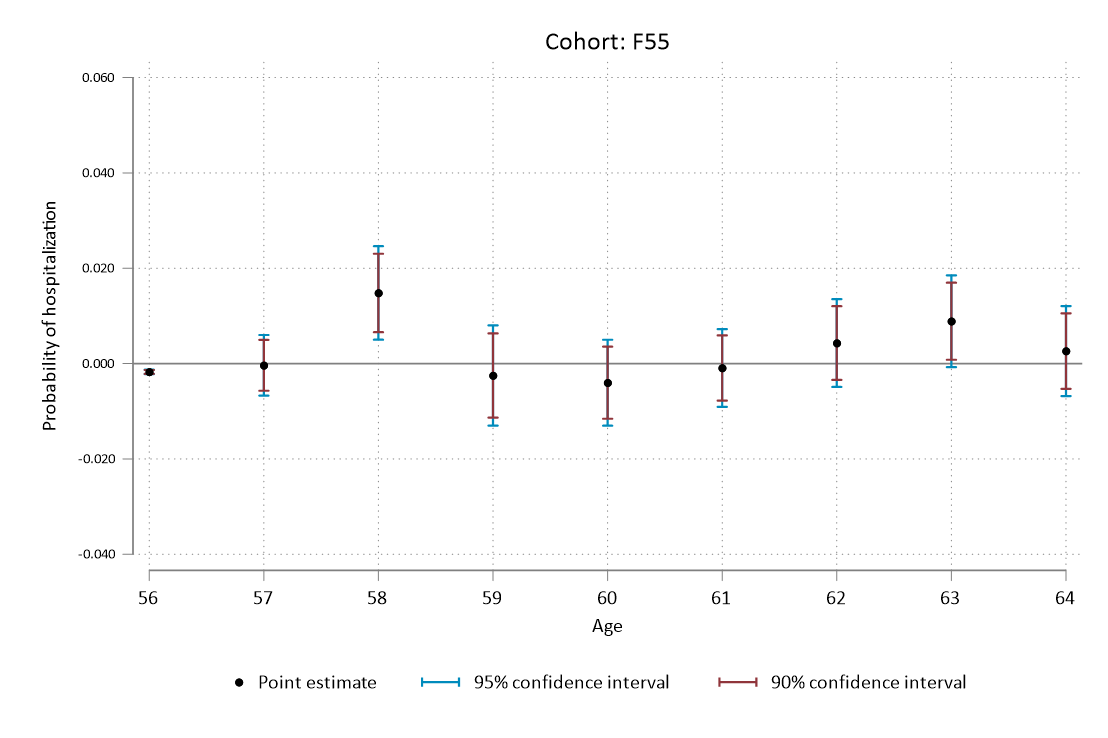 Cohort: F55
0.060
0.040
0.020
0.000
-0.020
-0.040
Probability of hospitalization
56 57 58 59 60 61 62 63 64
Age
Point estimate 95% confidence interval 90% confidence interval